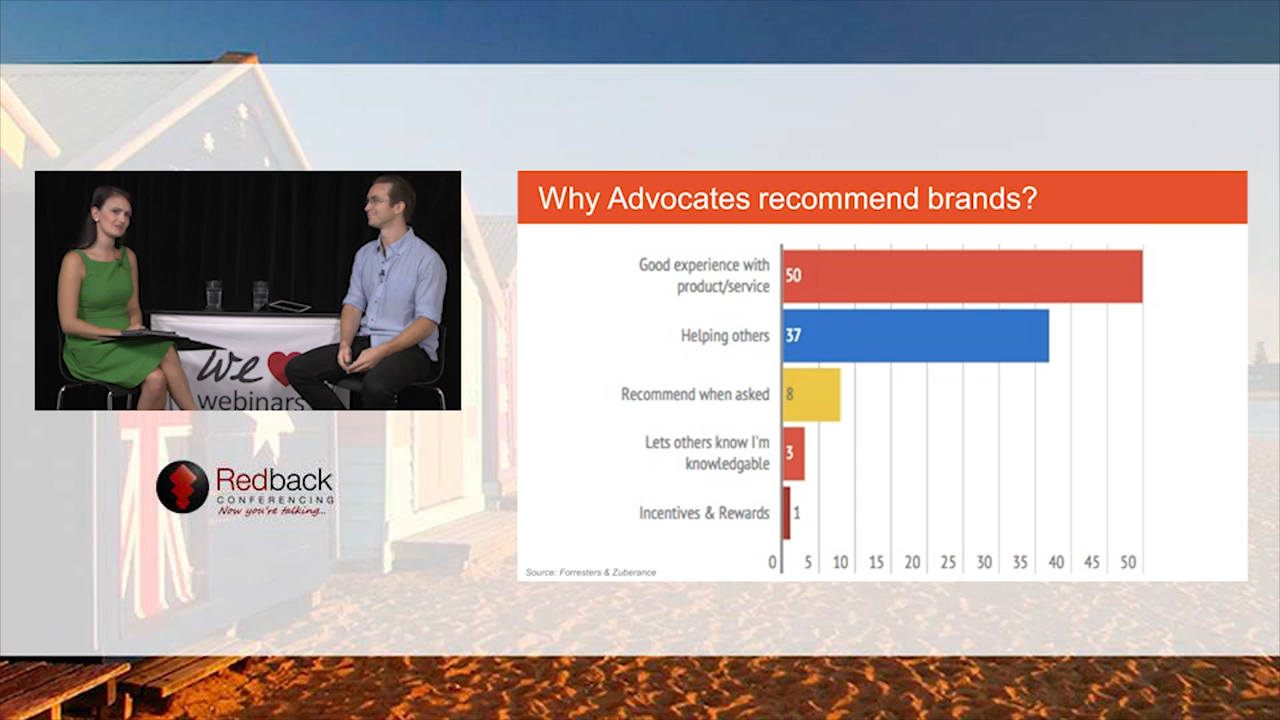 Why Advocates recommend brands?
Good experience with
product/service
50
Helping others
37
Recommend when asked
8
Lets others know I'm
knowledgable
3
Incentives & Rewards
1
0 5 10 15 20 25 30 35 40 45 50
Source: Forresters & Zuberance
We
webinars
Redback
CONFERENCING
Now you're talking...